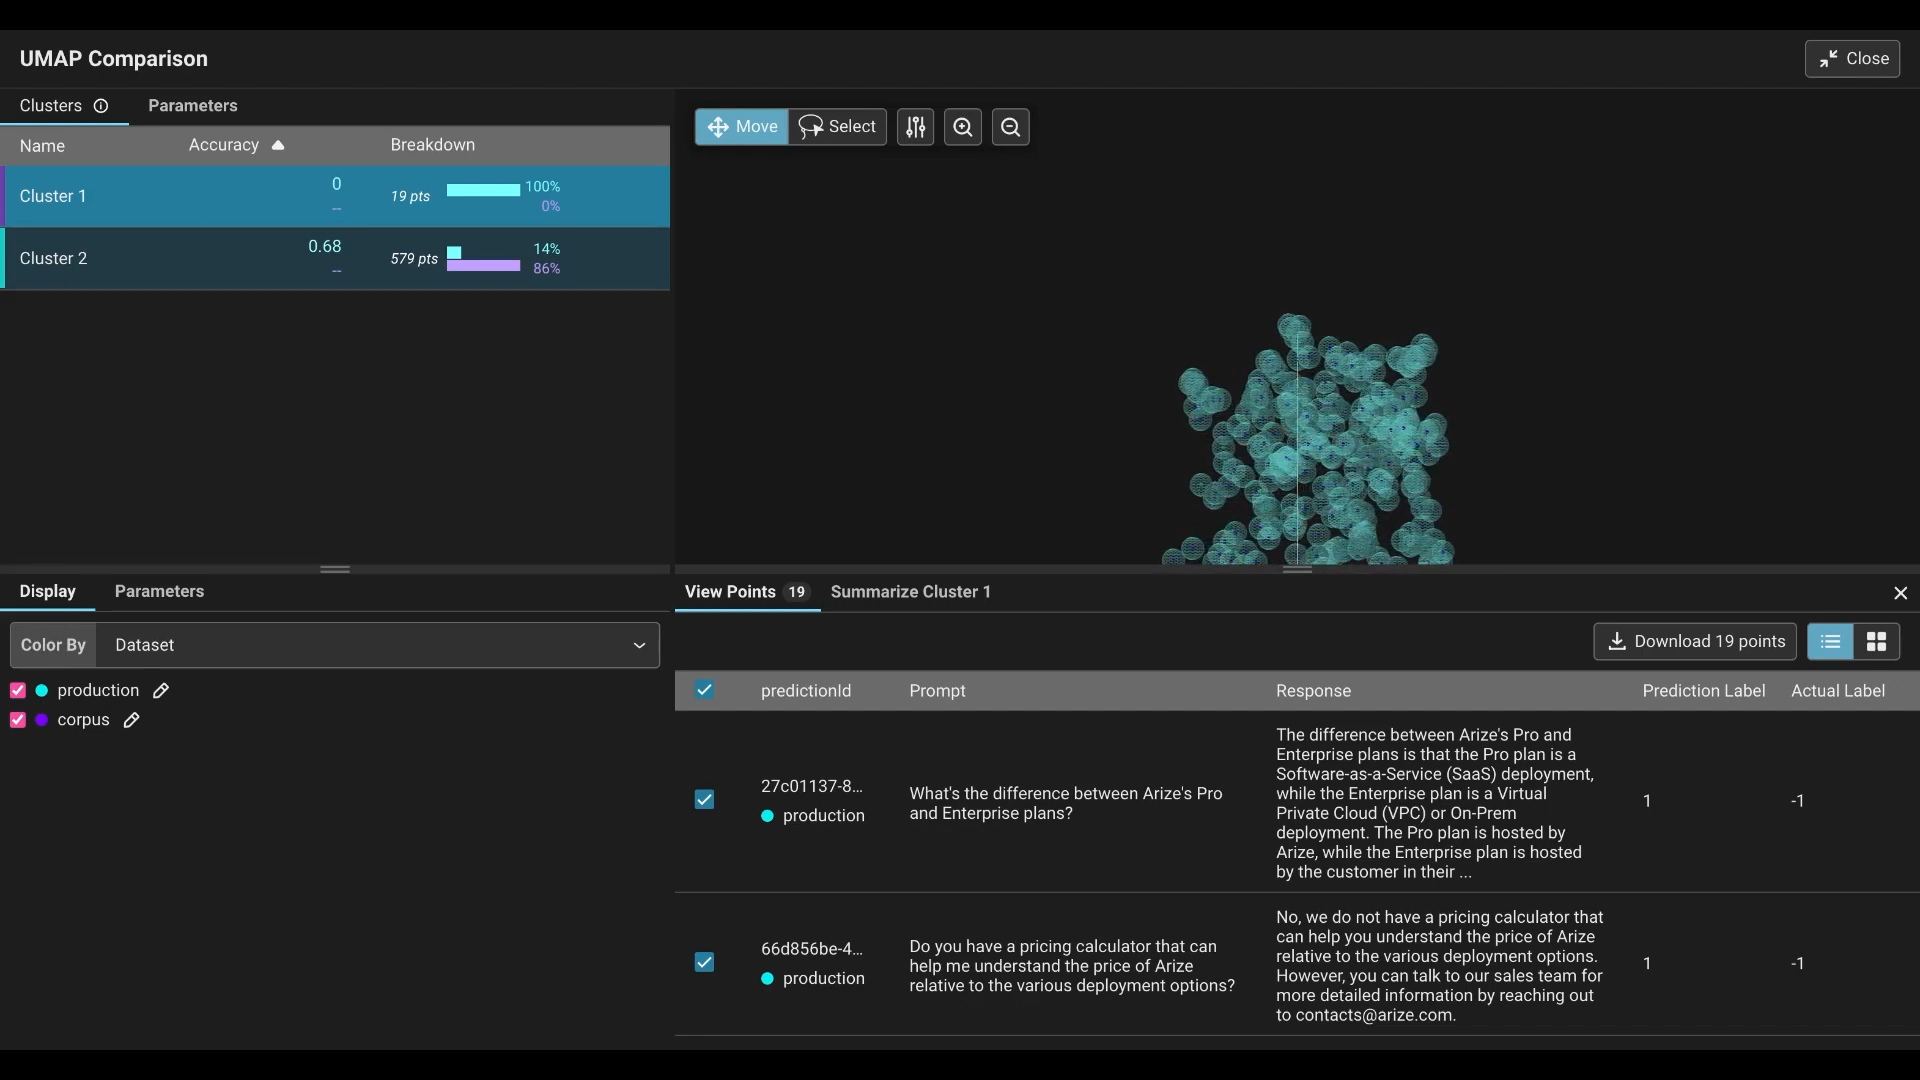 UMAP Comparison
Close
Clusters
Parameters
Name
Accuracy
Breakdown
Cluster 1
0
--
19 pts
100%
0%
Cluster 2
0.68
--
579 pts
14%
86%
Move
Select
Display
Parameters
Color By
Dataset
production
corpus
View Points 19
Summarize Cluster 1
Download 19 points
predictionId
Prompt
Response
Prediction Label
Actual Label
27c01137-8...
production
What's the difference between Arize's Pro
and Enterprise plans?
The difference between Arize's Pro and
Enterprise plans is that the Pro plan is a
Software-as-a-Service (SaaS) deployment,
while the Enterprise plan is a Virtual
Private Cloud (VPC) or On-Prem
deployment. The Pro plan is hosted by
Arize, while the Enterprise plan is hosted
by the customer in their ...
1
-1
66d856be-4...
production
Do you have a pricing calculator that can
help me understand the price of Arize
relative to the various deployment options?
No, we do not have a pricing calculator that
can help you understand the price of Arize
relative to the various deployment options.
However, you can talk to our sales team for
more detailed information by reaching out
to contacts@arize.com.
1
-1